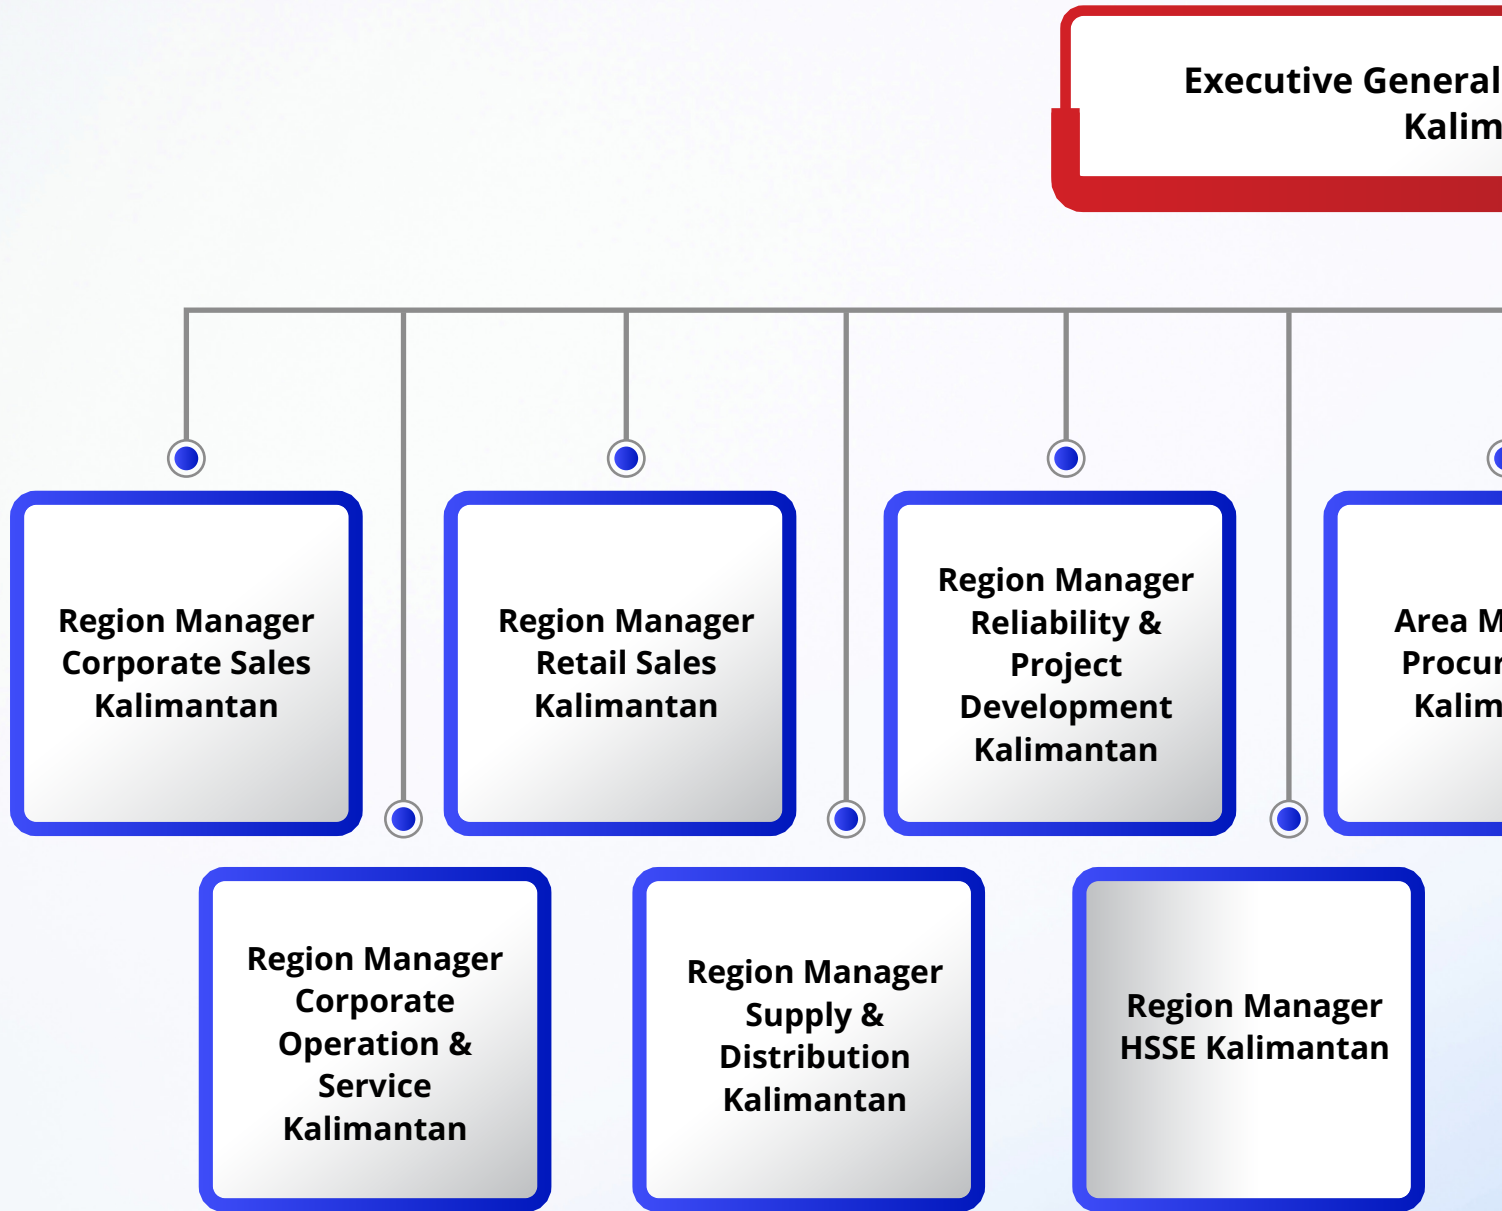 Executive General
Kalim
Region Manager
Corporate Sales
Kalimantan
Region Manager
Retail Sales
Kalimantan
Region Manager
Reliability &
Project
Development
Kalimantan
Area M
Procur
Kalim
Region Manager
Corporate
Operation &
Service
Kalimantan
Region Manager
Supply &
Distribution
Kalimantan
Region Manager
HSSE Kalimantan